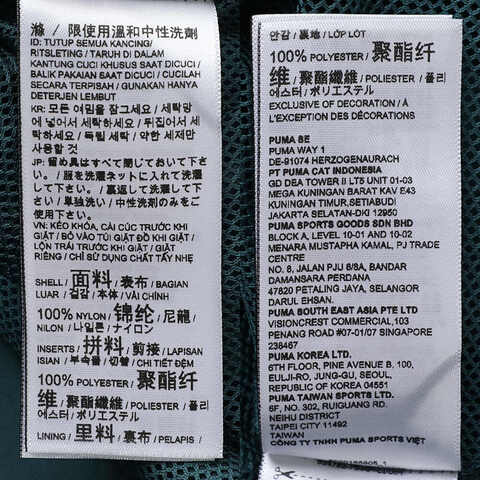 滌 / 限使用溫和中性洗劑
ID: TUTUP SEMUA KANCING/
RITSLETING / TARUH DI DALAM
KANTUNG CUCI KHUSUS SAAT DICUCI /
BALIK PAKAIAN SAAT DICUCI / CUCILAH
SECARA TERPISAH / GUNAKAN HANYA
DETERJEN LEMBUT
KR: 모든 여밈을 잠그세요 / 세탁망
에 넣어서 세탁하세요 / 뒤집어서 세탁
하세요 / 독립 세탁 / 약한 세제만
사용할 것
JP: 留め具はすべて閉じておいて下さ
い。 / 服を洗濯ネットに入れて洗濯
して下さい。 / 裏返して洗濯して下さ
い / 単独洗い / 中性洗剤のみをご
使用下さい。
VN: KÉO KHÓA, CÀI CÚC TRƯỚC KHI
GIẶT / BỎ VÀO TÚI GIẶT ĐỒ KHI GIẶT /
LỘN TRÁI TRƯỚC KHI GIẶT / GIẶT
RIÊNG / CHỈ SỬ DỤNG CHẤT TẨY NHẸ
SHELL / 面料 / 表布 / BAGIAN
LUAR / 겉감 / 本体 / VẢI CHÍNH
100% NYLON / 锦纶 / 尼龍 /
NILON / 나일론 / ナイロン
INSERTS / 拼料 / 剪接 / LAPISAN
ISIAN / 부속물 / 切替 / CHI TIẾT ĐỆM
100% POLYESTER / 聚酯纤
维 / 聚酯纖維 / POLIESTER / 폴리
에스터 / ポリエステル
LINING / 里料 / 裏布 / PELAPIS /
안감 / 裏地 / LỚP LÓT
100% POLYESTER / 聚酯纤
维 / 聚酯纖維 / POLIESTER / 폴리
에스터 / ポリエステル
EXCLUSIVE OF DECORATION / À
L'EXCEPTION DES DÉCORATIONS
PUMA SE
PUMA WAY 1
DE-91074 HERZOGENAURACH
PT PUMA CAT INDONESIA
GD DEA TOWER II LT5 UNIT 01-03
MEGA KUNINGAN BARAT KAV E43
KUNINGAN TIMUR,SETIABUDI
JAKARTA SELATAN-DKI 12950
PUMA SPORTS GOODS SDN BHD
BLOCK A, LEVEL 10-01 AND 10-02
MENARA MUSTAPHA KAMAL, PJ TRADE
CENTRE
NO. 8, JALAN PJU 8/8A, BANDAR
DAMANSARA PERDANA
47820 PETALING JAYA, SELANGOR
PUMA SOUTH EAST ASIA PTE LTD
VISIONCREST COMMERCIAL,103
PENANG ROAD #07-01/07 SINGAPORE
238467
PUMA KOREA LTD.
6TH FLOOR, PINE AVENUE B, 100,
EULJI-RO, JUNG-GU, SEOUL
REPUBLIC OF KOREA 04551
PUMA TAIWAN SPORTS LTD.
6F, NO. 302, RUIGUANG RD.
NEIHU DIST.
TAIPEI CITY 11492
TAIWAN
CÔNG TY TNHH PUMA SPORTS VIỆT